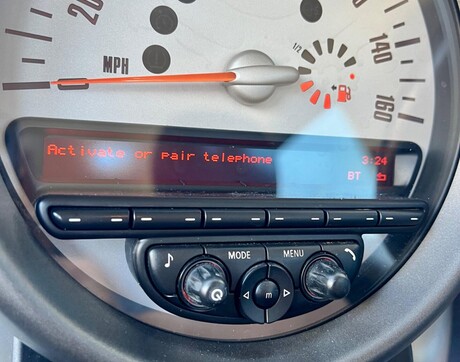 20
140
160
MPH
1/2
Activate or pair telephone 3:24
BT
MODE MENU
m